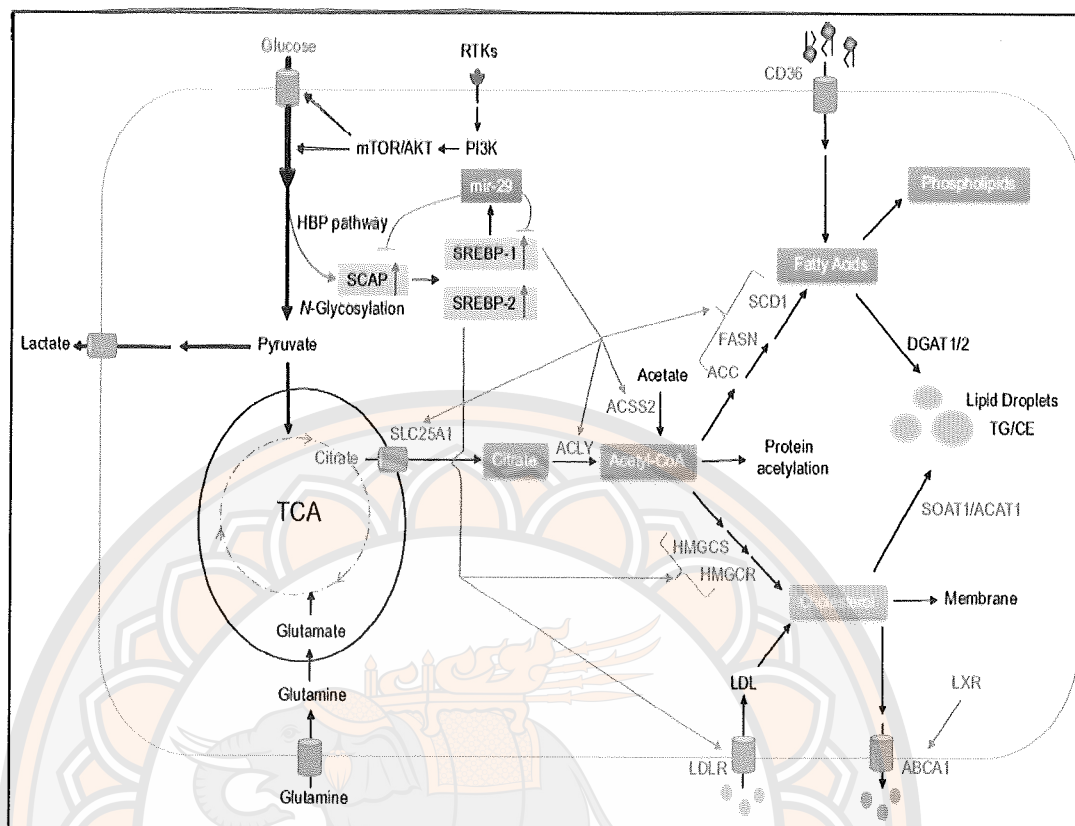 Glucose
RTKs
CD36
mTOR/AKT
PI3K
mir-29
Phospholipids
HBP pathway
SREBP-1
Fatty Acids
SCAP
SCD1
SREBP-2
N-Glycosylation
FASN
Lactate
Pyruvate
DGAT1/2
ACC
Acetate
Lipid Droplets
ACSS2
TG/CE
SLC25A1
Citrate
Citrate
ACLY
Acetyl-CoA
Protein
acetylation
TCA
SOAT1/ACAT1
HMGCS
HMGCR
Membrane
Glutamate
LDL
LXR
Glutamine
LDLR
ABCA1
Glutamine